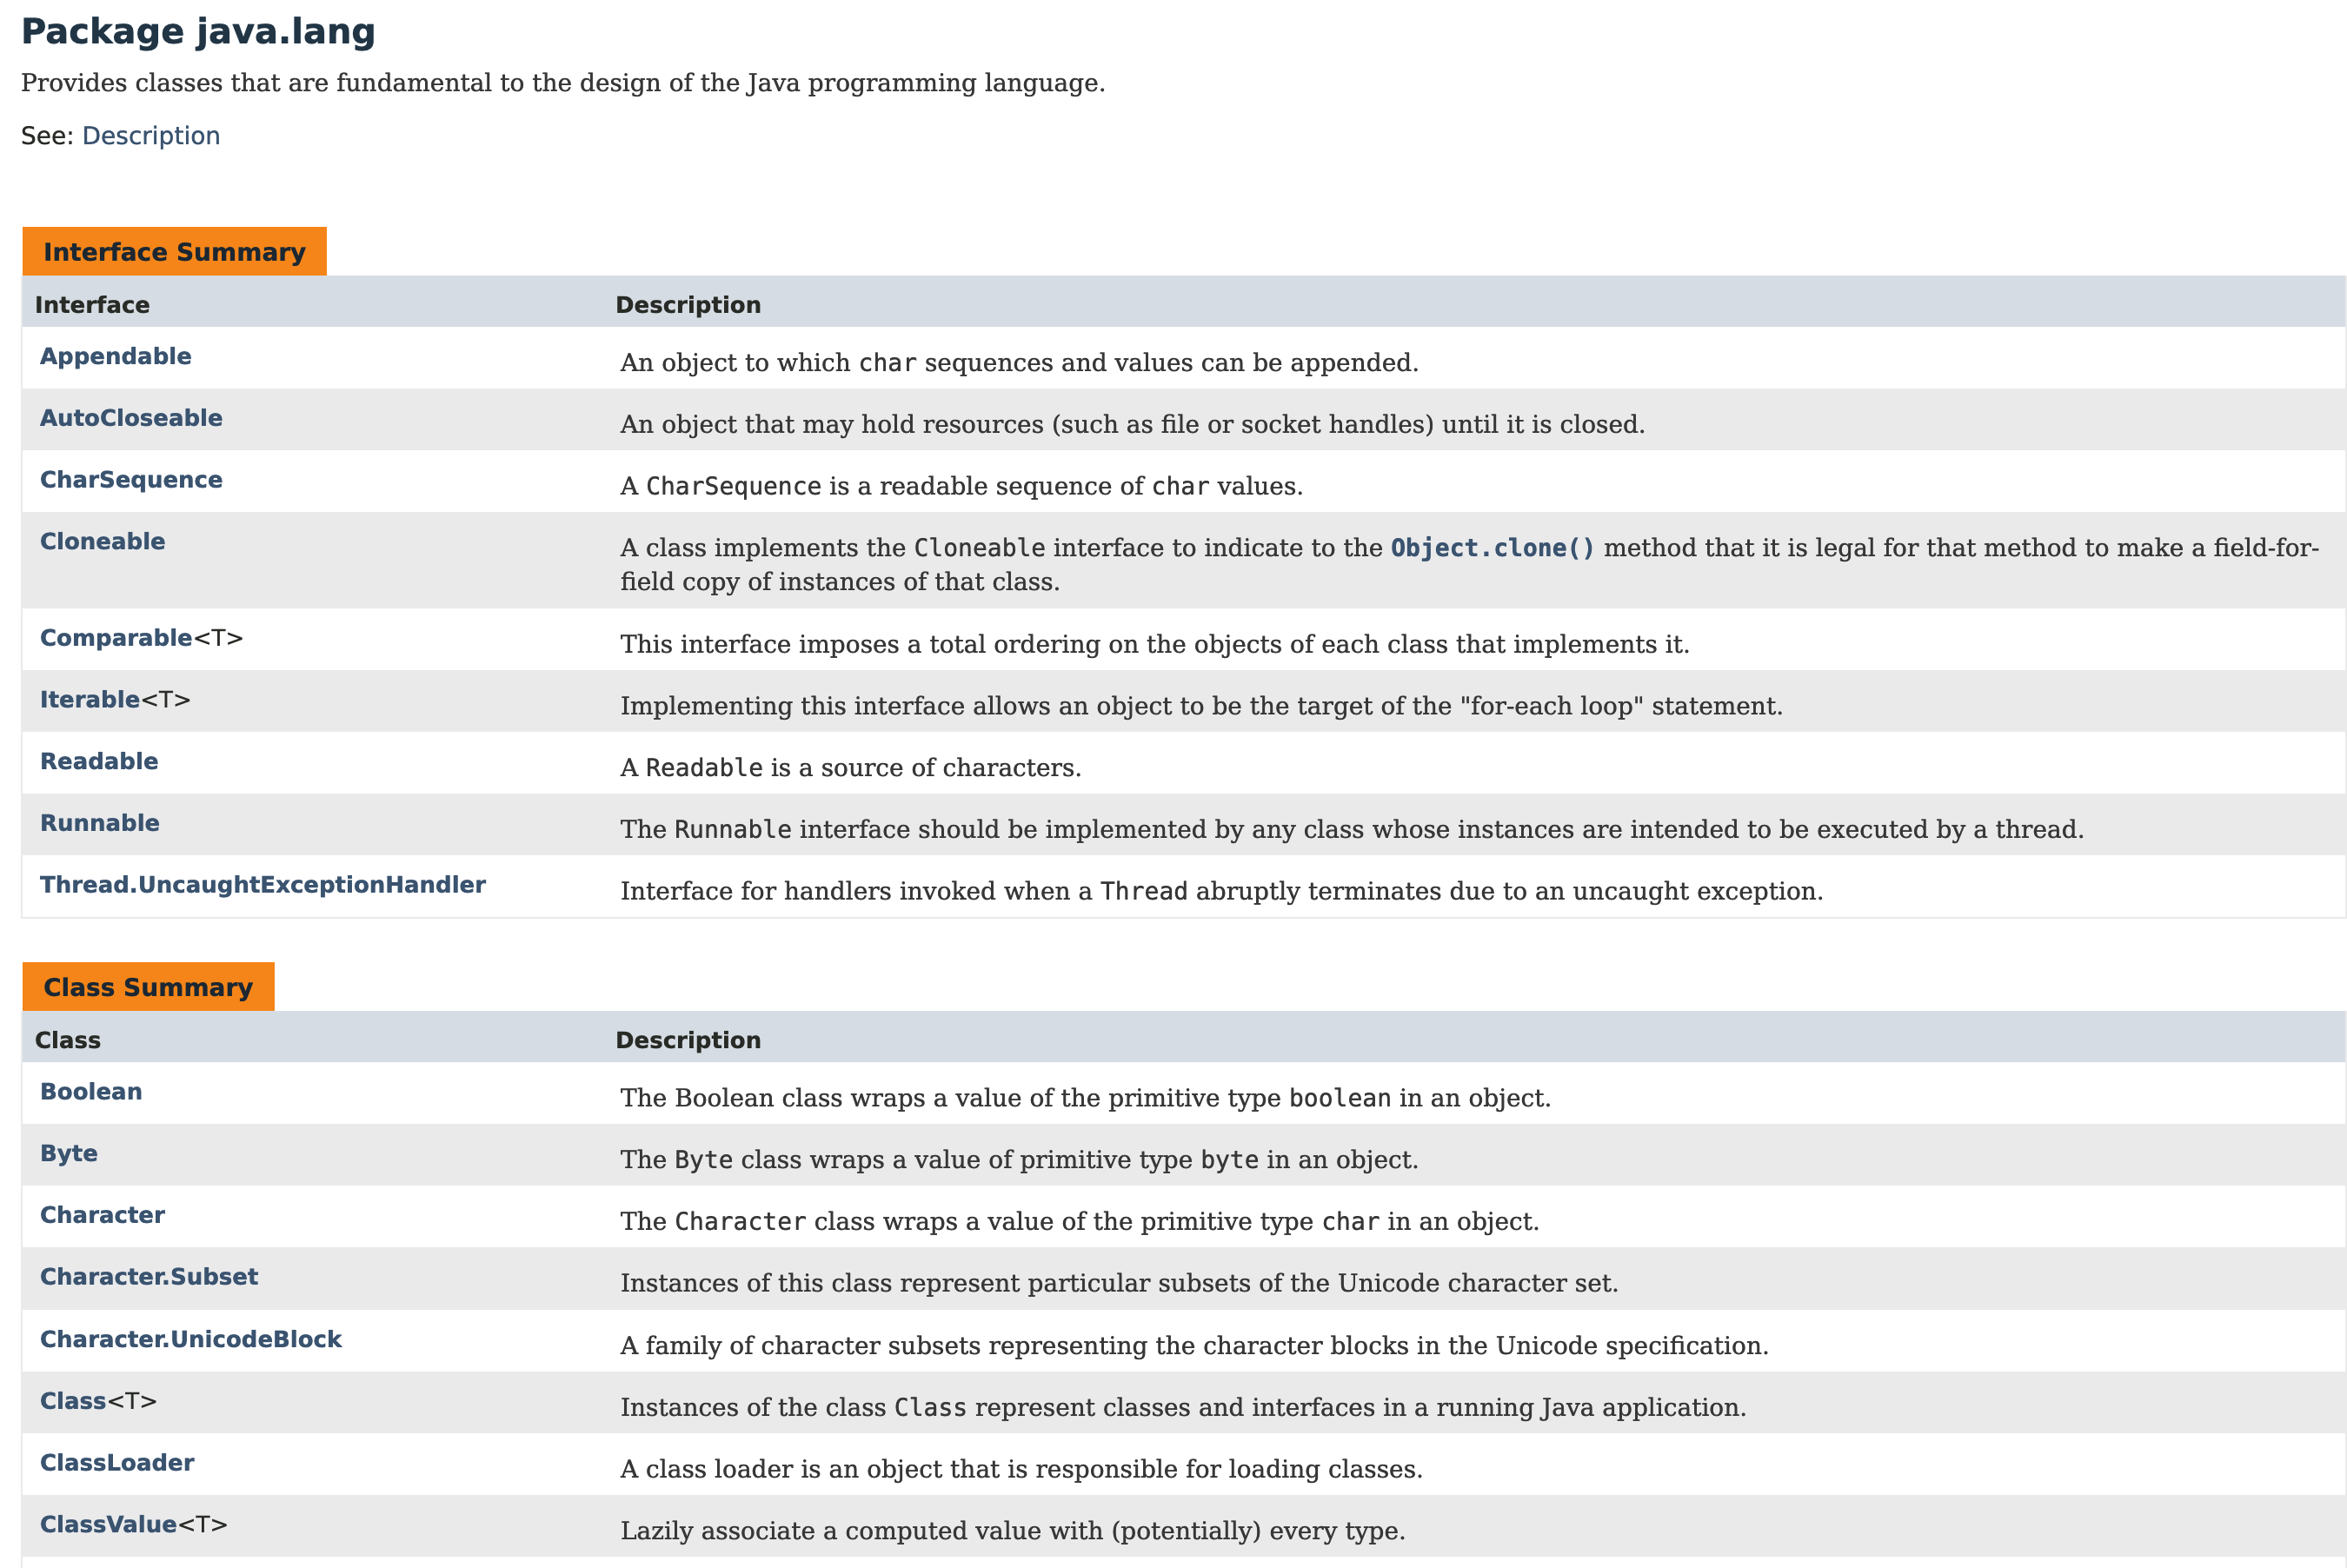 Package java.lang
Provides classes that are fundamental to the design of the Java programming language.
See: Description
Interface Summary
Interface Description
Appendable An object to which char sequences and values can be appended.
AutoCloseable An object that may hold resources (such as file or socket handles) until it is closed.
CharSequence A CharSequence is a readable sequence of char values.
Cloneable A class implements the Cloneable interface to indicate to the Object.clone() method that it is legal for that method to make a field-for-
field copy of instances of that class.
Comparable<T> This interface imposes a total ordering on the objects of each class that implements it.
Iterable<T> Implementing this interface allows an object to be the target of the "for-each loop" statement.
Readable A Readable is a source of characters.
Runnable The Runnable interface should be implemented by any class whose instances are intended to be executed by a thread.
Thread.UncaughtExceptionHandler Interface for handlers invoked when a Thread abruptly terminates due to an uncaught exception.
Class Summary
Class Description
Boolean The Boolean class wraps a value of the primitive type boolean in an object.
Byte The Byte class wraps a value of primitive type byte in an object.
Character The Character class wraps a value of the primitive type char in an object.
Character.Subset Instances of this class represent particular subsets of the Unicode character set.
Character.UnicodeBlock A family of character subsets representing the character blocks in the Unicode specification.
Class<T> Instances of the class Class represent classes and interfaces in a running Java application.
ClassLoader A class loader is an object that is responsible for loading classes.
ClassValue<T> Lazily associate a computed value with (potentially) every type.